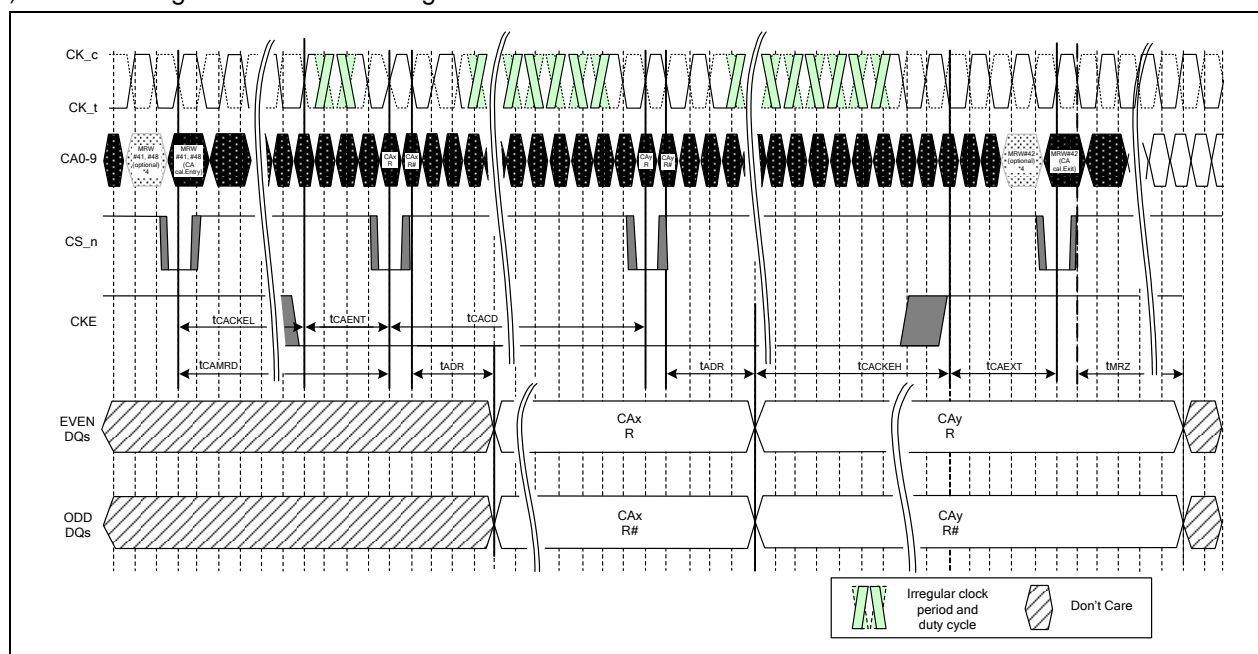 CK_c
CK_t
CA0-9
MRW
#41, #48
(optional)
*4
MRW
#41, #48
(CA
cal.Entry)
CAx
R
CAx
R#
CAy
R
CAy
R#
MRW#42
(optional)
*4
MRW#42
(CA
cal.Exit)
CS_n
CKE
tCACKEL
tCAENT
tCACD
tCAMRD
tADR
tADR
tCACKEH
tCAEXT
tMRZ
EVEN
DQs
CAx
R
CAy
R
ODD
DQs
CAx
R#
CAy
R#
Irregular clock
period and
duty cycle
Don't Care